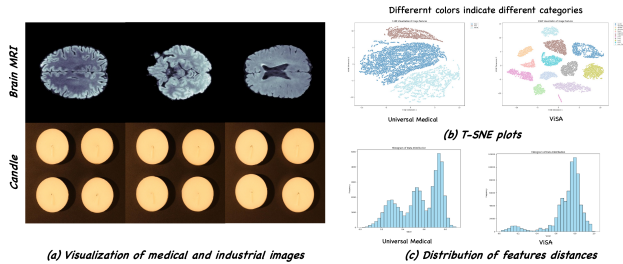 Differernt colors indicate different categories
Brain MRI
Candle
Universal Medical
ViSA
(b) T-SNE plots
Universal Medical
ViSA
(a) Visualization of medical and industrial images
(c) Distribution of features distances